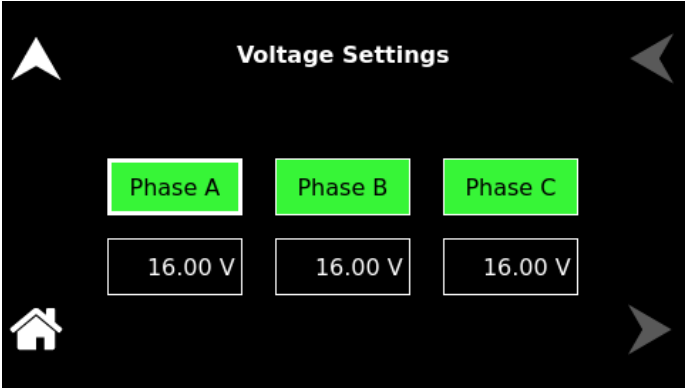 Voltage Settings
Phase A Phase B Phase C
16.00 V 16.00 V 16.00 V